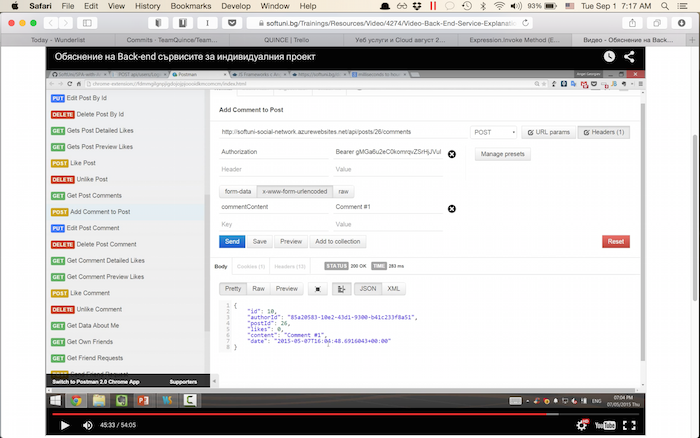 Safari File Edit View History Bookmarks Develop Window Help
93% Tue Sep 1 7:17 AM
softuni.bg/Trainings/Resources/Video/4274/Video-Back-End-Service-Explanati
Today - Wunderlist
Commits · TeamQuince/Team...
QUINCE | Trello
Уеб услуги и Cloud август 2...
Expression.Invoke Method (E...
Видео - Обяснение на Back...
Обяснение на Back-end сървисите за индивидуалния проект
Postman
PUT Edit Post By Id
DELETE Delete Post By Id
GET Gets Post Detailed Likes
GET Gets Post Preview Likes
POST Like Post
DELETE Unlike Post
GET Get Post Comments
POST Add Comment to Post
PUT Edit Post Comment
DELETE Delete Post Comment
GET Get Comment Detailed Likes
GET Get Comment Preview Likes
POST Like Comment
DELETE Unlike Comment
GET Get Data About Me
GET Get Own Friends
GET Get Friend Requests
POST Send Friend Request
Switch to Postman 2.0 Chrome App Supporters
Add Comment to Post
http://softuni-social-network.azurewebsites.net/api/posts/26/comments POST URL params Headers (1)
Authorization Bearer gMGa6u2eC0komrqvZSrHjJVul Manage presets
Header Value
form-data x-www-form-urlencoded raw
commentContent Comment #1
Key Value
Send Save Preview Add to collection Reset
Body Cookies (1) Headers (13) STATUS 200 OK TIME 283 ms
Pretty Raw Preview JSON XML
1 {
2 "id": 10,
3 "authorId": "85a20583-10e2-43d1-9300-b41c233f8a51",
4 "postId": 26,
5 "likes": 0,
6 "content": "Comment #1",
7 "date": "2015-05-07T16:04:48.6916043+00:00"
8 }
ENG 07:04 PM
07/05/2015 Thu
45:33 / 54:05
YouTube